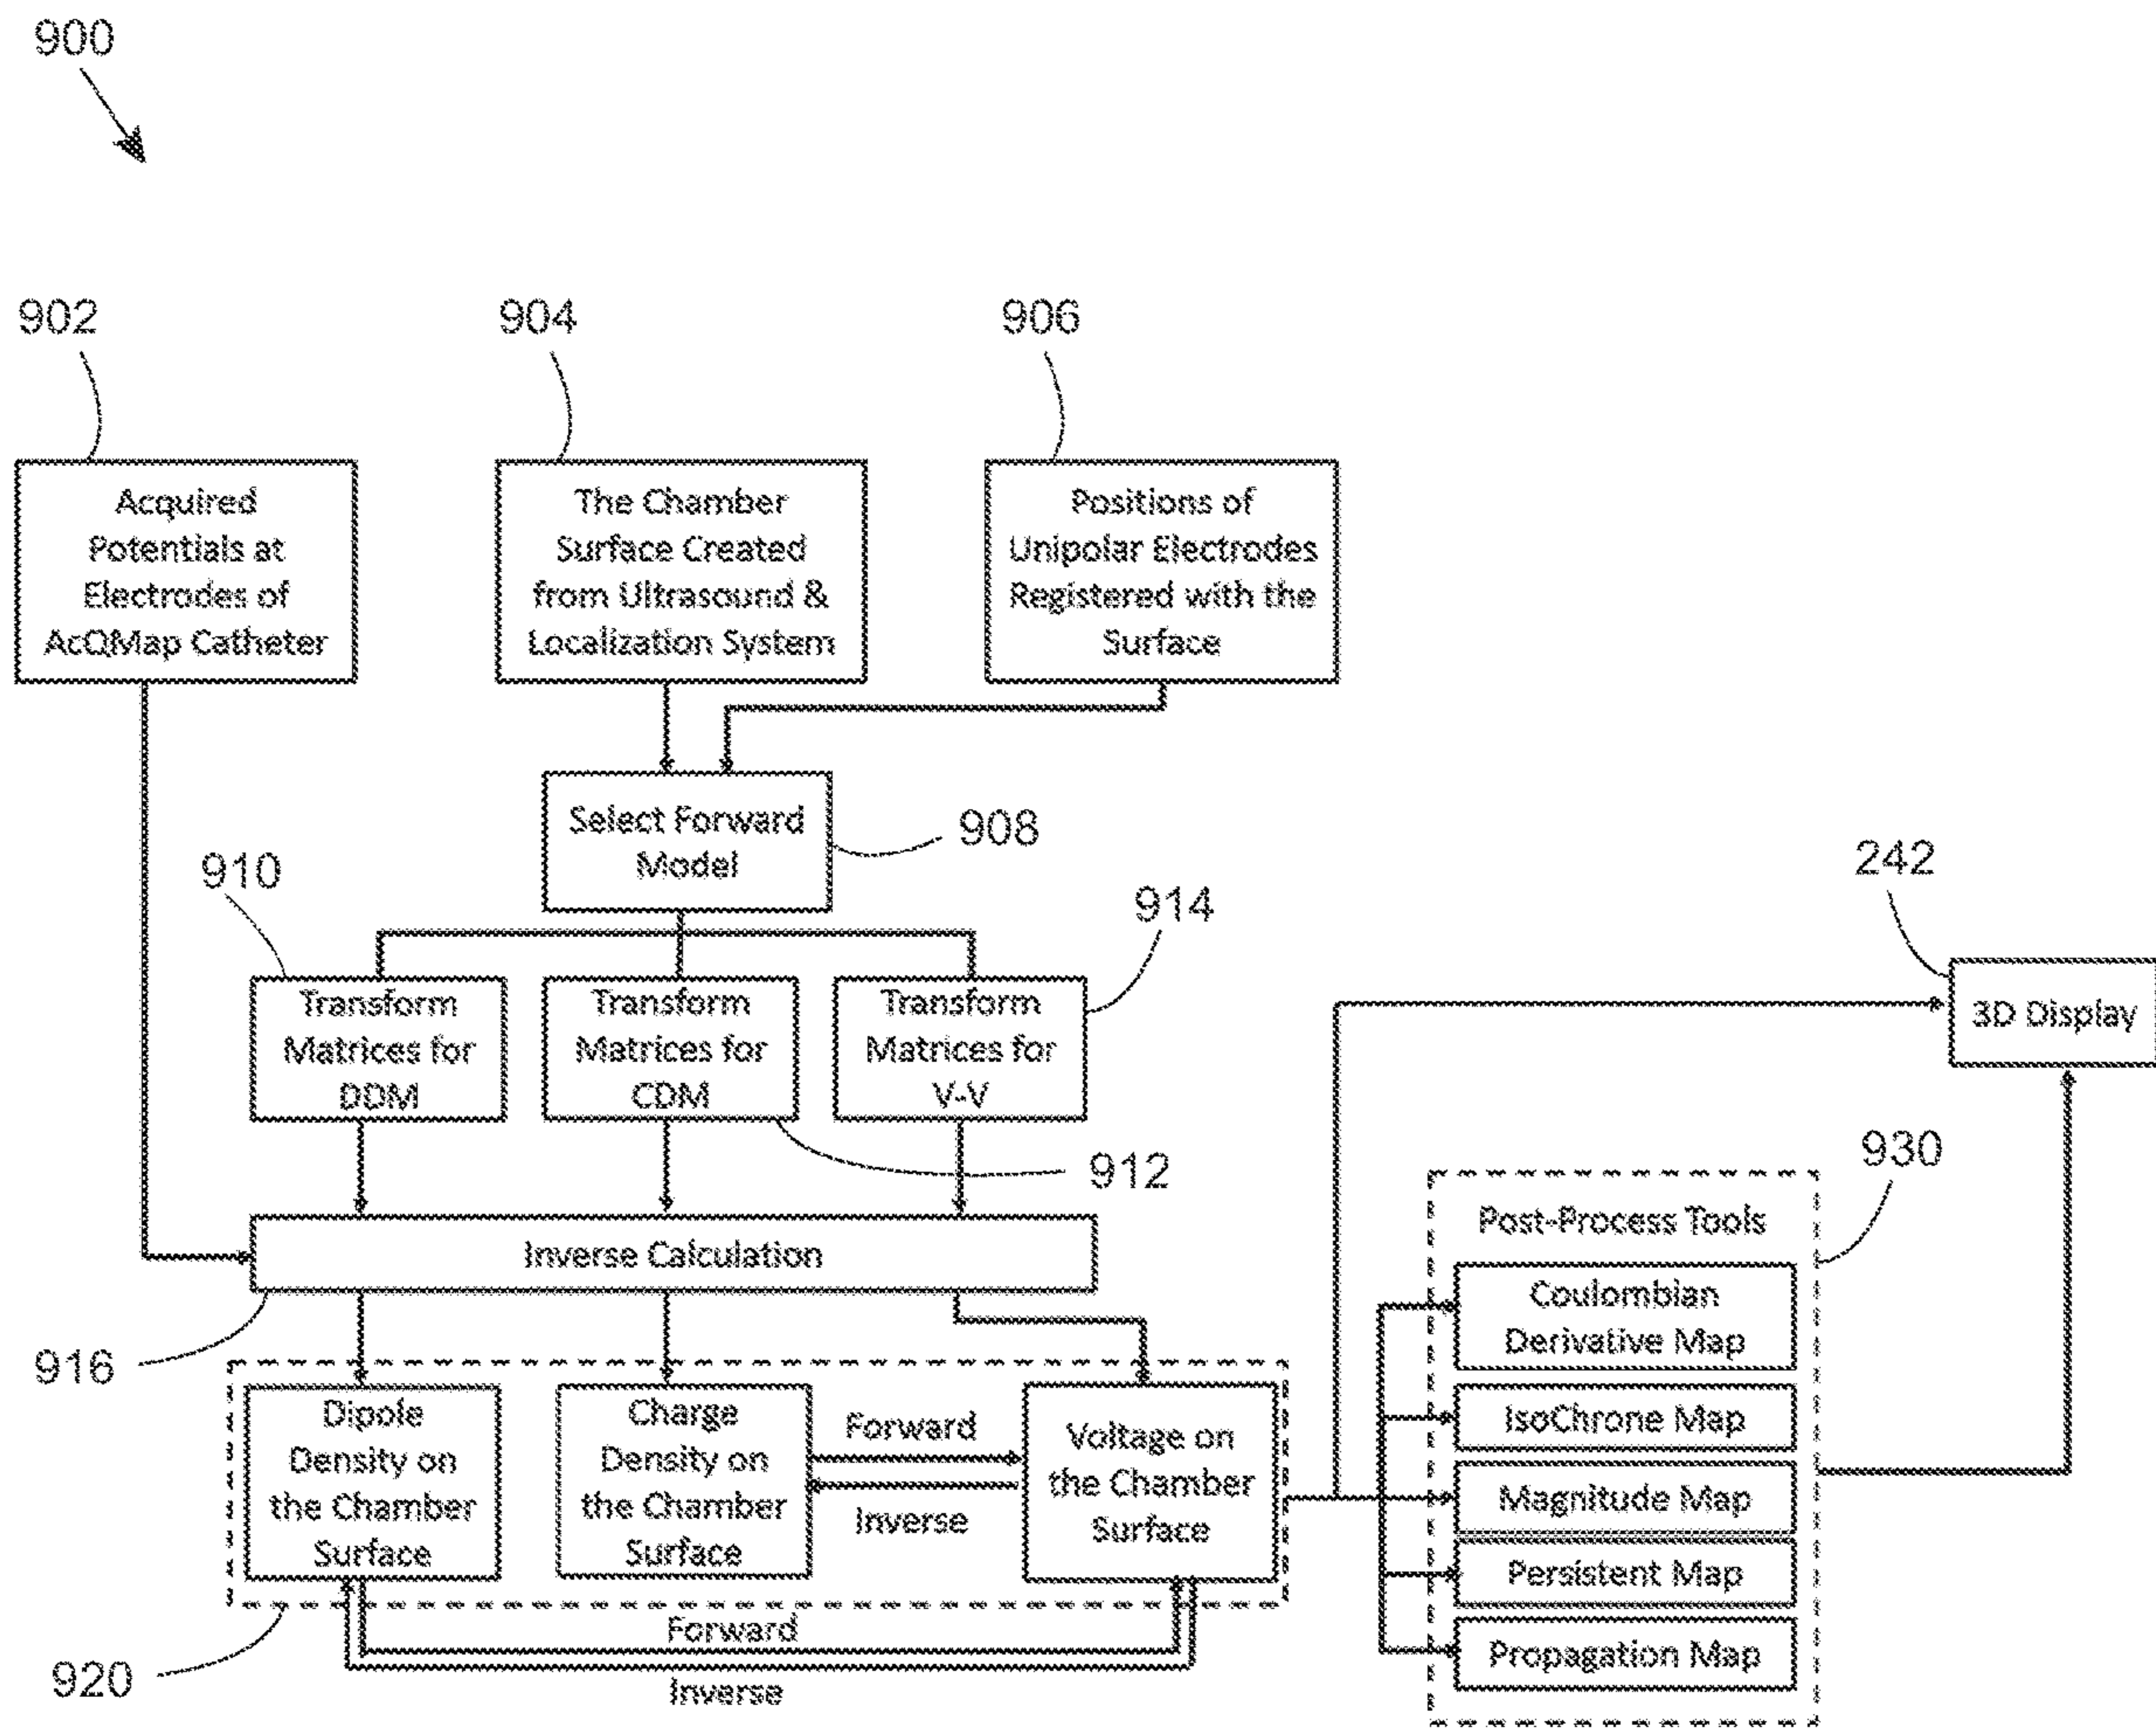 900
902
904
906
Acquired
Potentials at
Electrodes of
AcQMap Catheter
The Chamber
Surface Created
from Ultrasound &
Localization System
Positions of
Unipolar Electrodes
Registered with the
Surface
Select Forward
Model
908
910
914
242
Transform
Matrices for
DDM
Transform
Matrices for
CDM
Transform
Matrices for
V-V
3D Display
912
930
Inverse Calculation
916
Dipole
Density on
the Chamber
Surface
Charge
Density on
the Chamber
Surface
Forward
Inverse
Voltage on
the Chamber
Surface
Forward
Inverse
920
Post-Process Tools
Coulombian
Derivative Map
IsoChrone Map
Magnitude Map
Persistent Map
Propagation Map